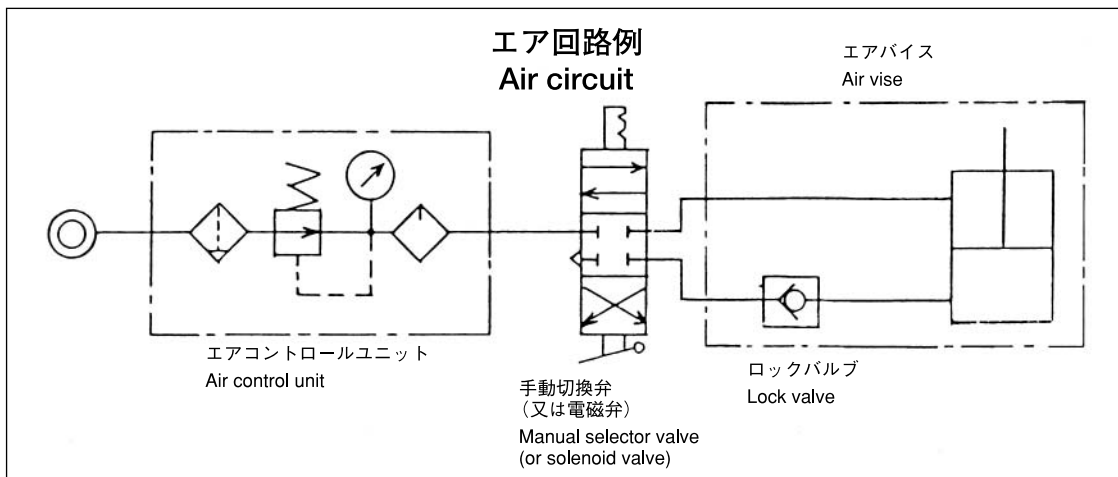 エア回路例
Air circuit
エアバイス
Air vise
エアコントロールユニット
Air control unit
手動切換弁
（又は電磁弁）
Manual selector valve
(or solenoid valve)
ロックバルブ
Lock valve